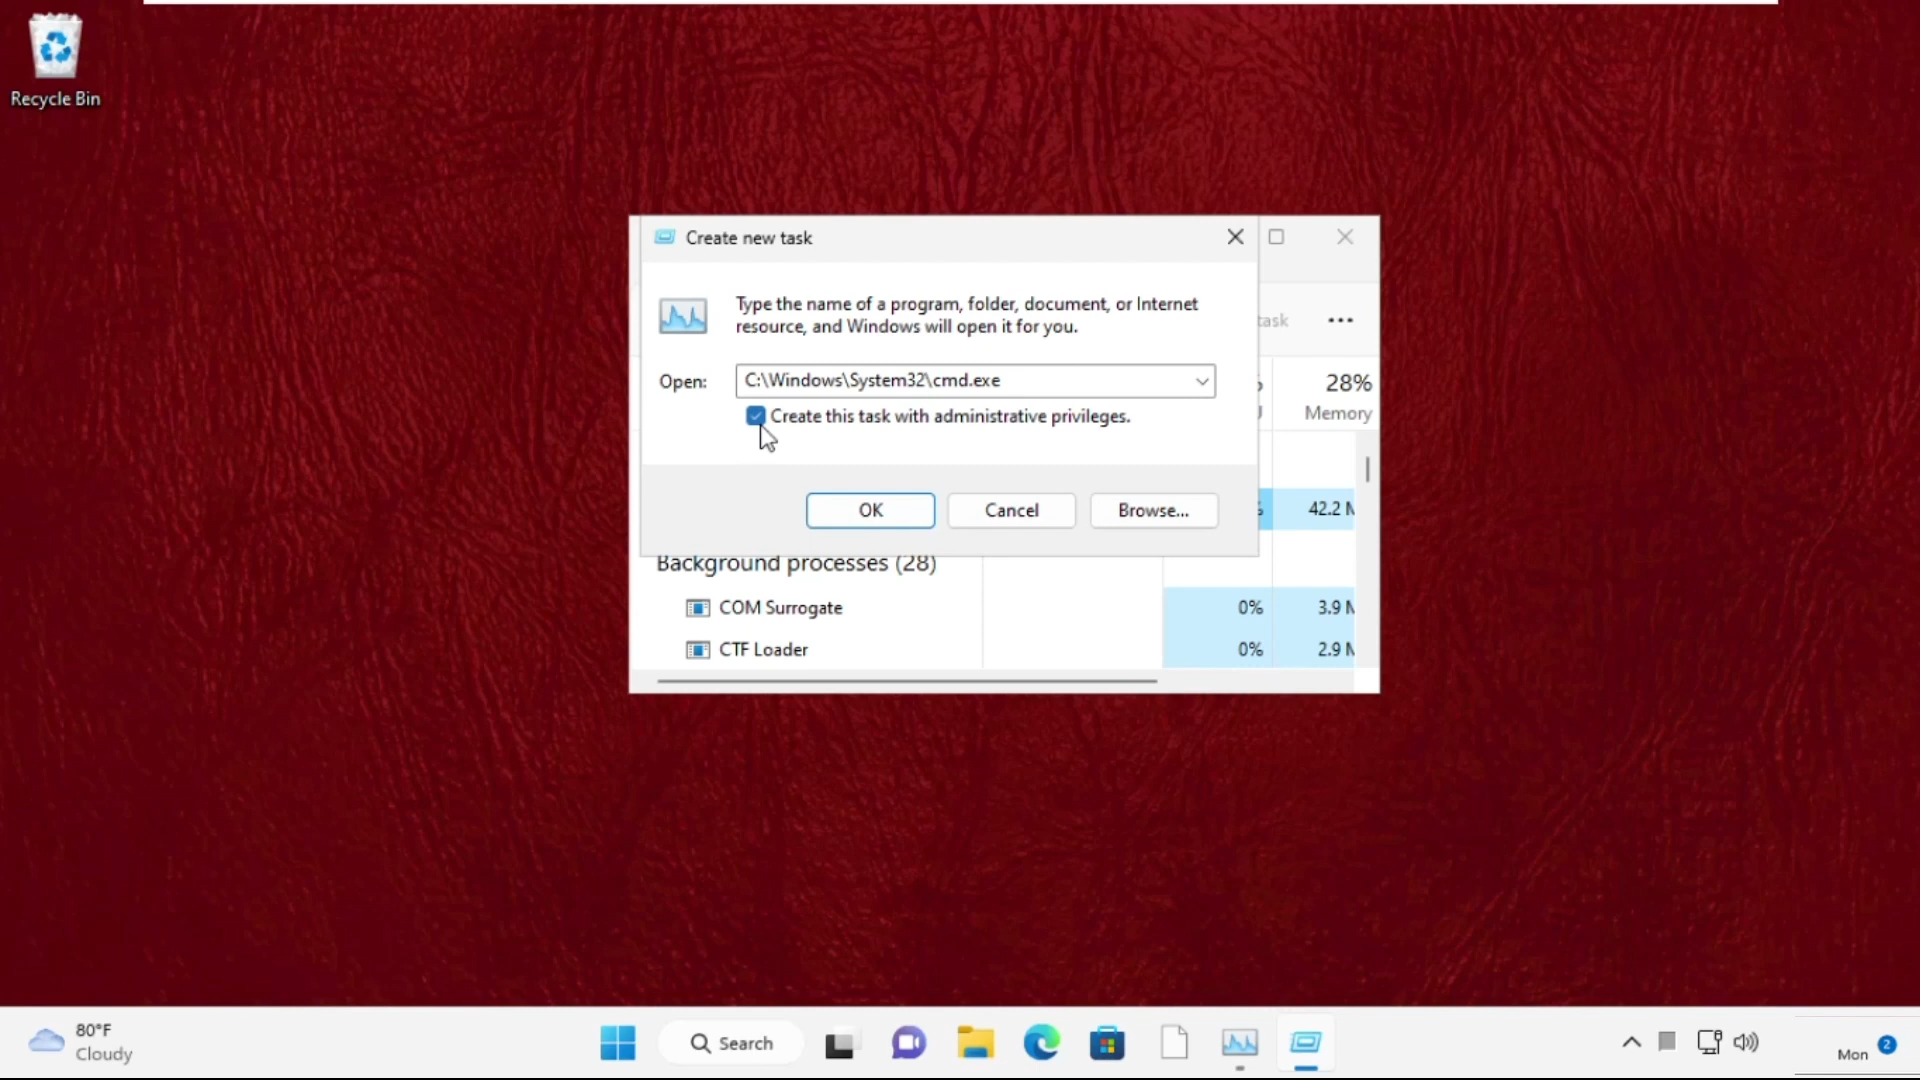 Recycle Bin
Create new task
Type the name of a program, folder, document, or Internet
resource, and Windows will open it for you.
task
Open: C:\Windows\System32\cmd.exe
28%
Create this task with administrative privileges.
Memory
OK Cancel Browse...
42.2 M
Background processes (28)
COM Surrogate 0% 3.9 M
CTF Loader 0% 2.9 M
80°F
Cloudy
Search
Mon 2